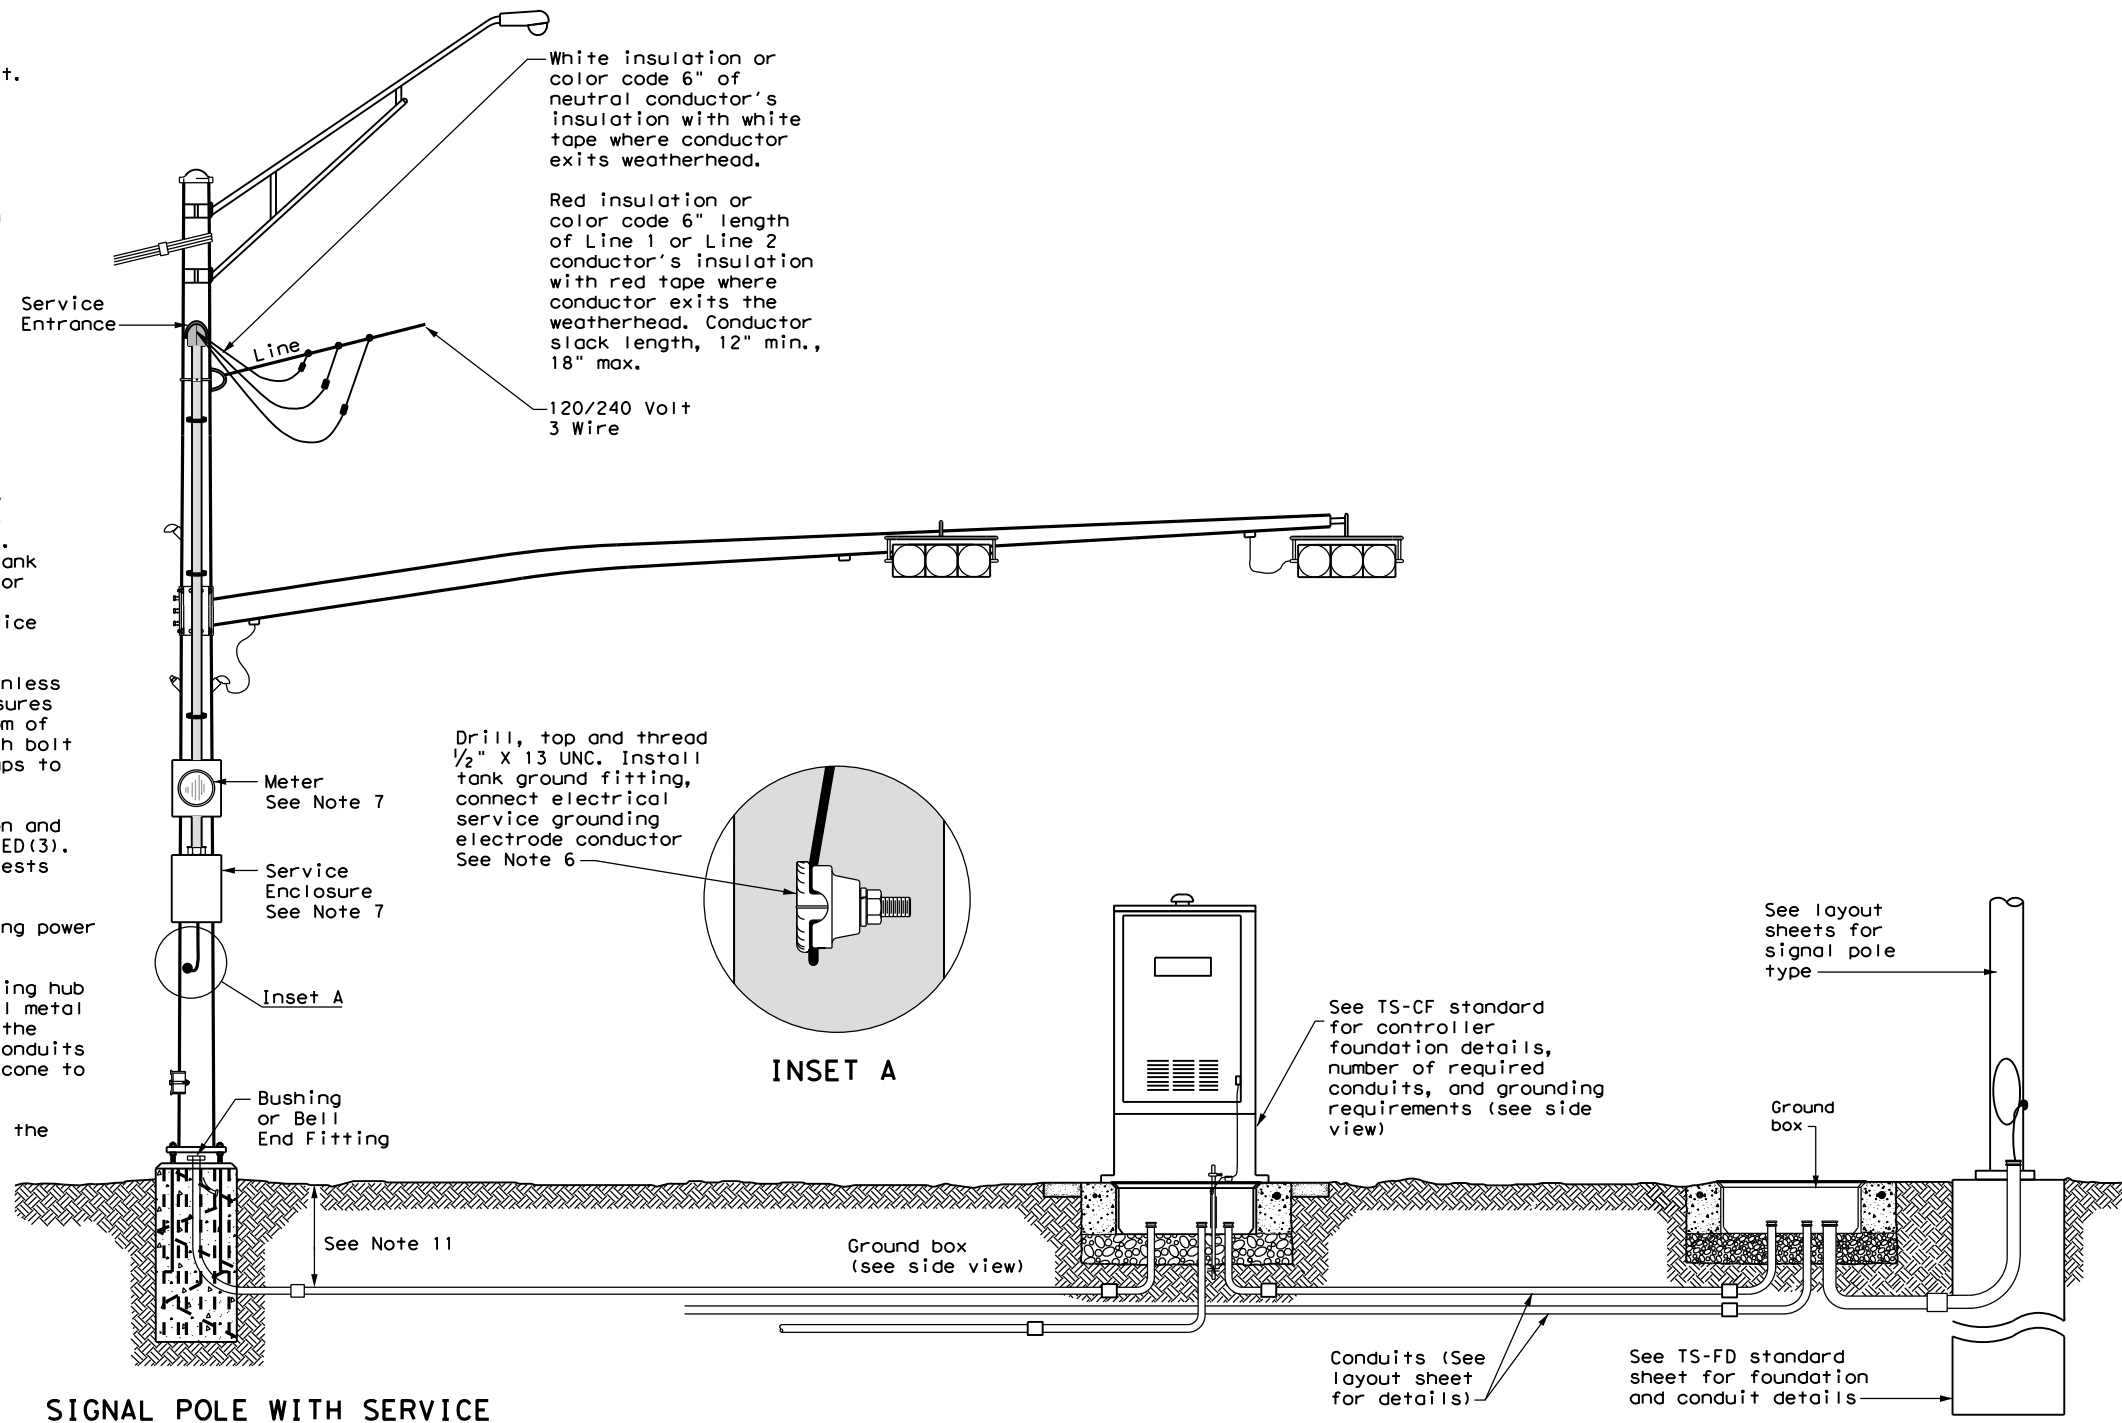 t.
ank
or
ice
nless
sures
m of
h bolt
ps to
n and
ED(3).
ests
ng power
ing hub
l metal
the
onduits
cone to
the
White insulation or
color code 6" of
neutral conductor's
insulation with white
tape where conductor
exits weatherhead.
Red insulation or
color code 6" length
of Line 1 or Line 2
conductor's insulation
with red tape where
conductor exits the
weatherhead. Conductor
slack length, 12" min.,
18" max.
Service
Entrance
Line
120/240 Volt
3 Wire
Drill, top and thread
½" X 13 UNC. Install
tank ground fitting,
connect electrical
service grounding
electrode conductor
See Note 6
Meter
See Note 7
Service
Enclosure
See Note 7
Inset A
INSET A
Bushing
or Bell
End Fitting
See Note 11
See TS-CF standard
for controller
foundation details,
number of required
conduits, and grounding
requirements (see side
view)
See layout
sheets for
signal pole
type
Ground
box
Ground box
(see side view)
Conduits (See
layout sheet
for details)
See TS-FD standard
sheet for foundation
and conduit details
SIGNAL POLE WITH SERVICE